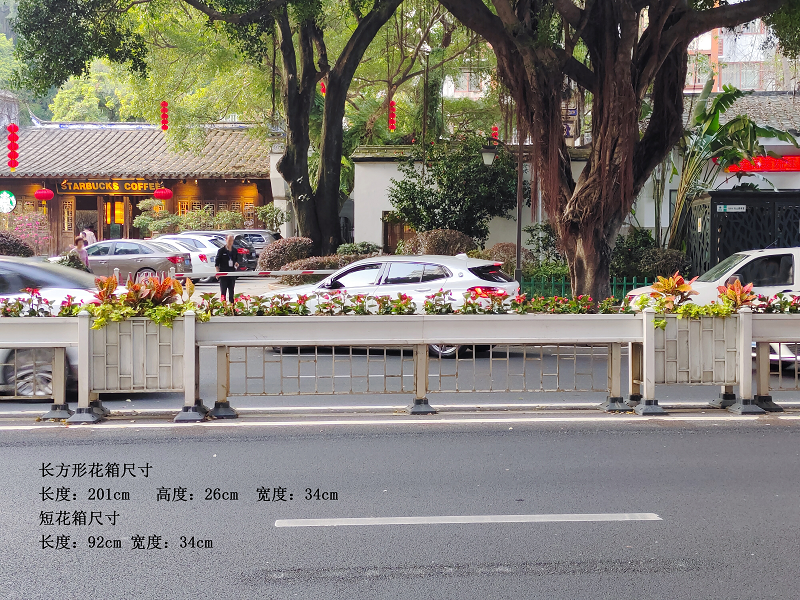 STARBUCKS COFFEE
长方形花箱尺寸
长度：201cm 高度：26cm 宽度：34cm
短花箱尺寸
长度：92cm 宽度：34cm